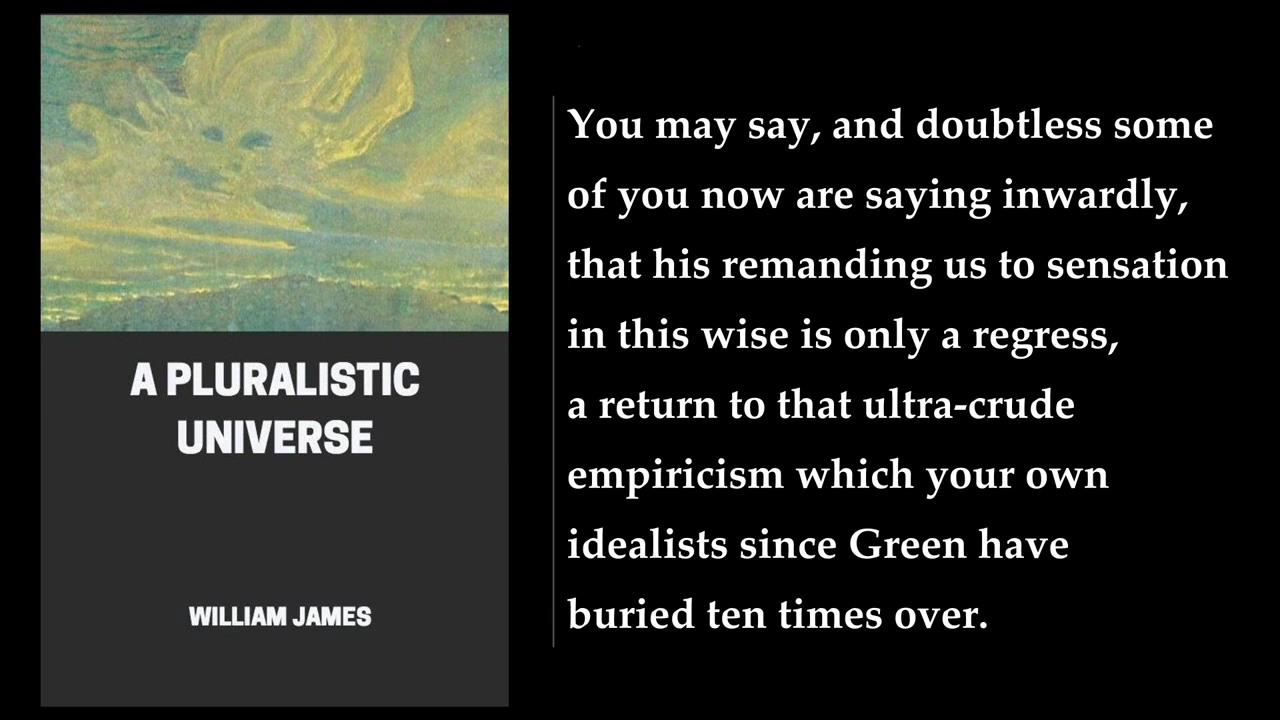 A PLURALISTIC
UNIVERSE
WILLIAM JAMES
You may say, and doubtless some
of you now are saying inwardly,
that his remanding us to sensation
in this wise is only a regress,
a return to that ultra-crude
empiricism which your own
idealists since Green have
buried ten times over.